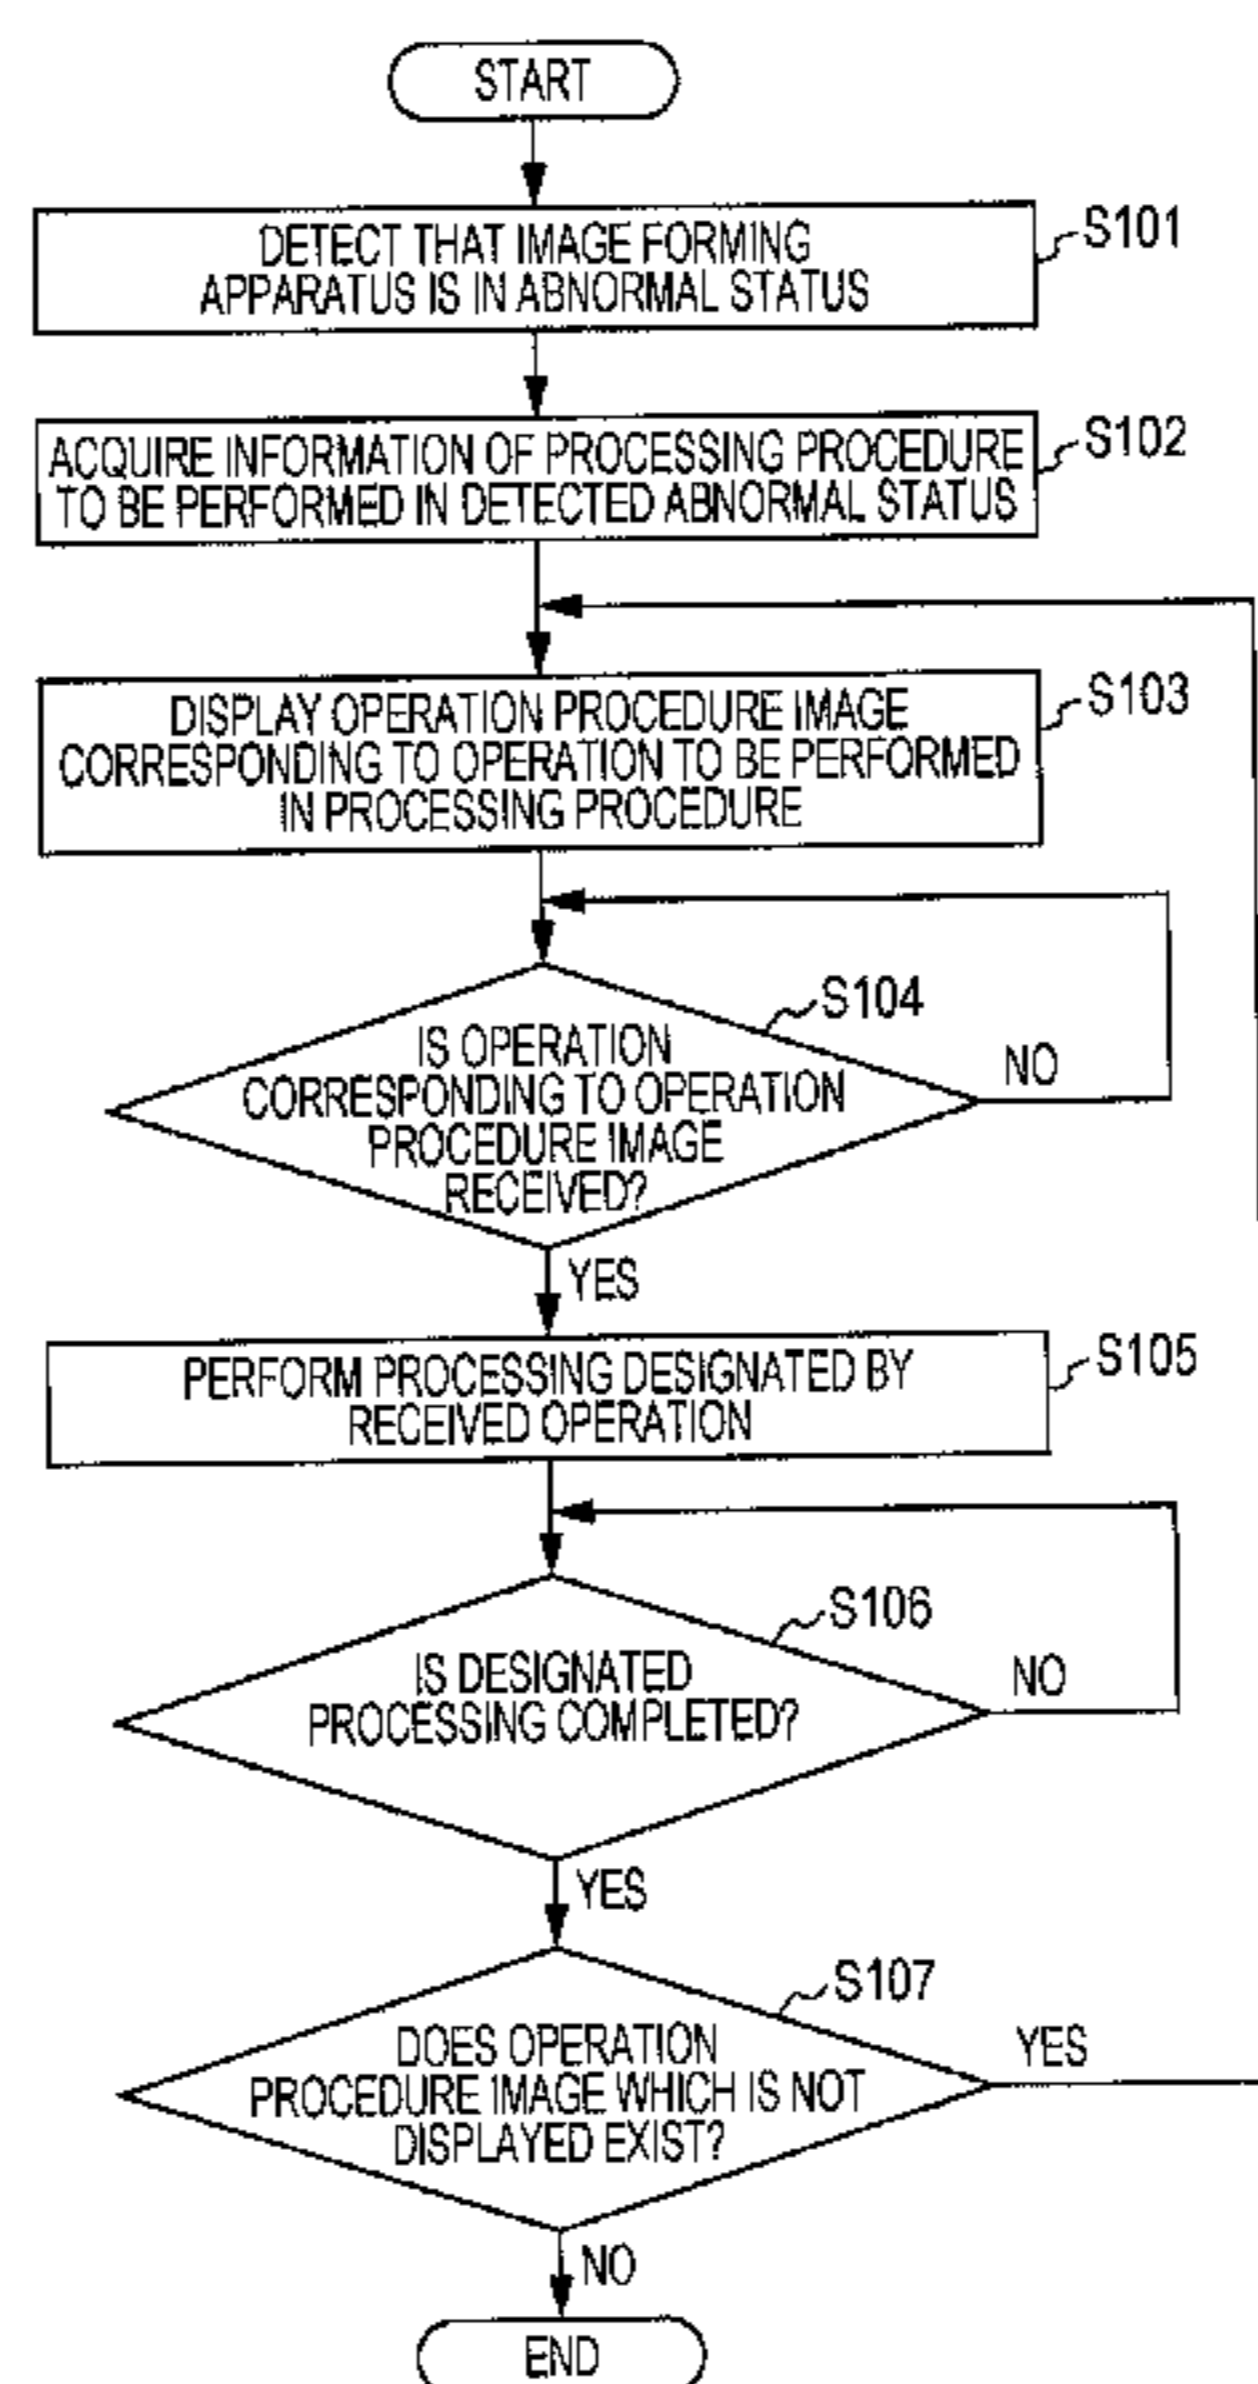 START
DETECT THAT IMAGE FORMING
APPARATUS IS IN ABNORMAL STATUS
S101
ACQUIRE INFORMATION OF PROCESSING PROCEDURE
TO BE PERFORMED IN DETECTED ABNORMAL STATUS
S102
DISPLAY OPERATION PROCEDURE IMAGE
CORRESPONDING TO OPERATION TO BE PERFORMED
IN PROCESSING PROCEDURE
S103
S104
IS OPERATION
CORRESPONDING TO OPERATION
PROCEDURE IMAGE
RECEIVED?
NO
YES
PERFORM PROCESSING DESIGNATED BY
RECEIVED OPERATION
S105
S106
IS DESIGNATED
PROCESSING COMPLETED?
NO
YES
S107
DOES OPERATION
PROCEDURE IMAGE WHICH IS NOT
DISPLAYED EXIST?
YES
NO
END